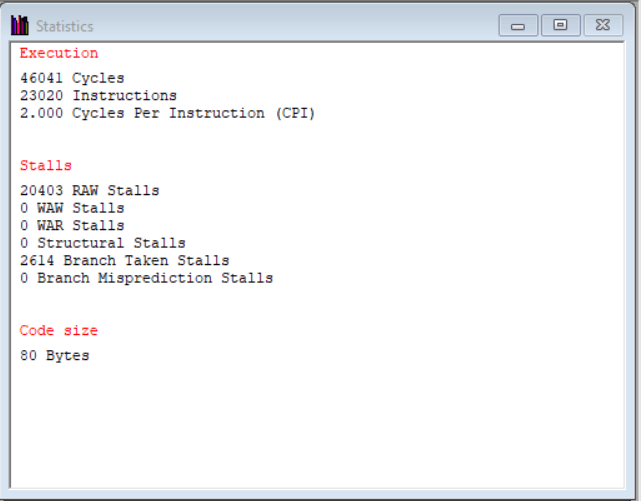 Statistics
Execution
46041 Cycles
23020 Instructions
2.000 Cycles Per Instruction (CPI)
Stalls
20403 RAW Stalls
0 WAW Stalls
0 WAR Stalls
0 Structural Stalls
2614 Branch Taken Stalls
0 Branch Misprediction Stalls
Code size
80 Bytes